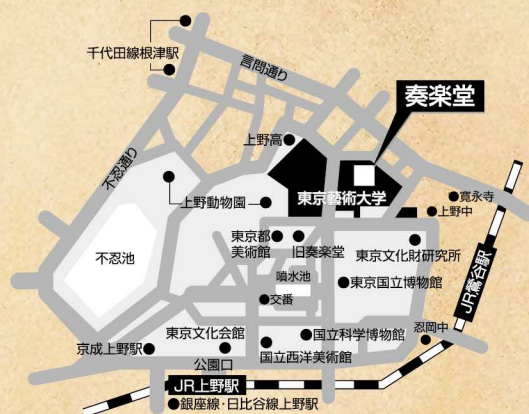 千代田線根津駅
言問通り
奏楽堂
上野高
不忍通り
東京藝術大学
寛永寺
上野中
上野動物園
東京都
美術館
旧奏楽堂
東京文化財研究所
不忍池
噴水池
東京国立博物館
JR鶯谷駅
交番
東京文化会館
国立科学博物館
忍岡中
京成上野駅
公園口
国立西洋美術館
JR上野駅
銀座線・日比谷線上野駅